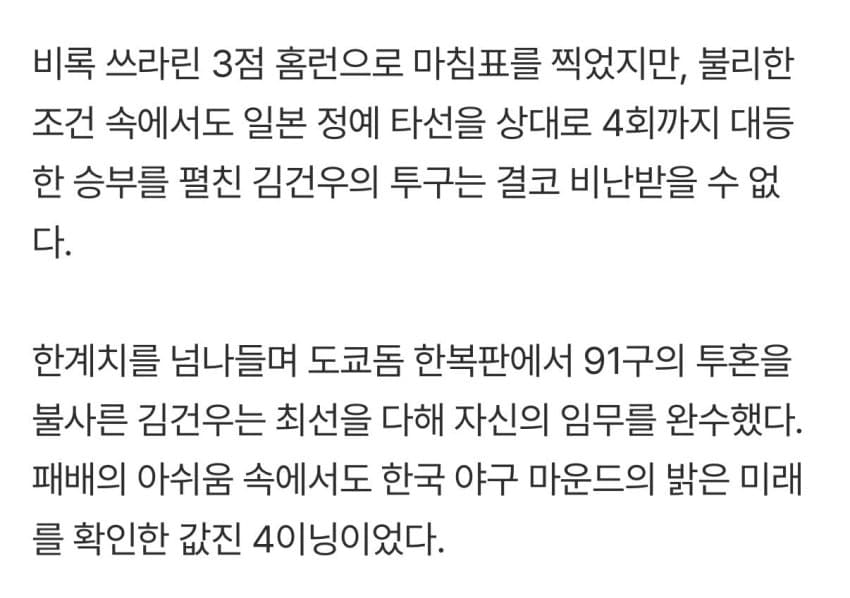 비록 쓰라린 3점 홈런으로 마침표를 찍었지만, 불리한
조건 속에서도 일본 정예 타선을 상대로 4회까지 대등
한 승부를 펼친 김건우의 투구는 결코 비난받을 수 없
다.
한계치를 넘나들며 도쿄돔 한복판에서 91구의 투혼을
불사른 김건우는 최선을 다해 자신의 임무를 완수했다.
패배의 아쉬움 속에서도 한국 야구 마운드의 밝은 미래
를 확인한 값진 4이닝이었다.